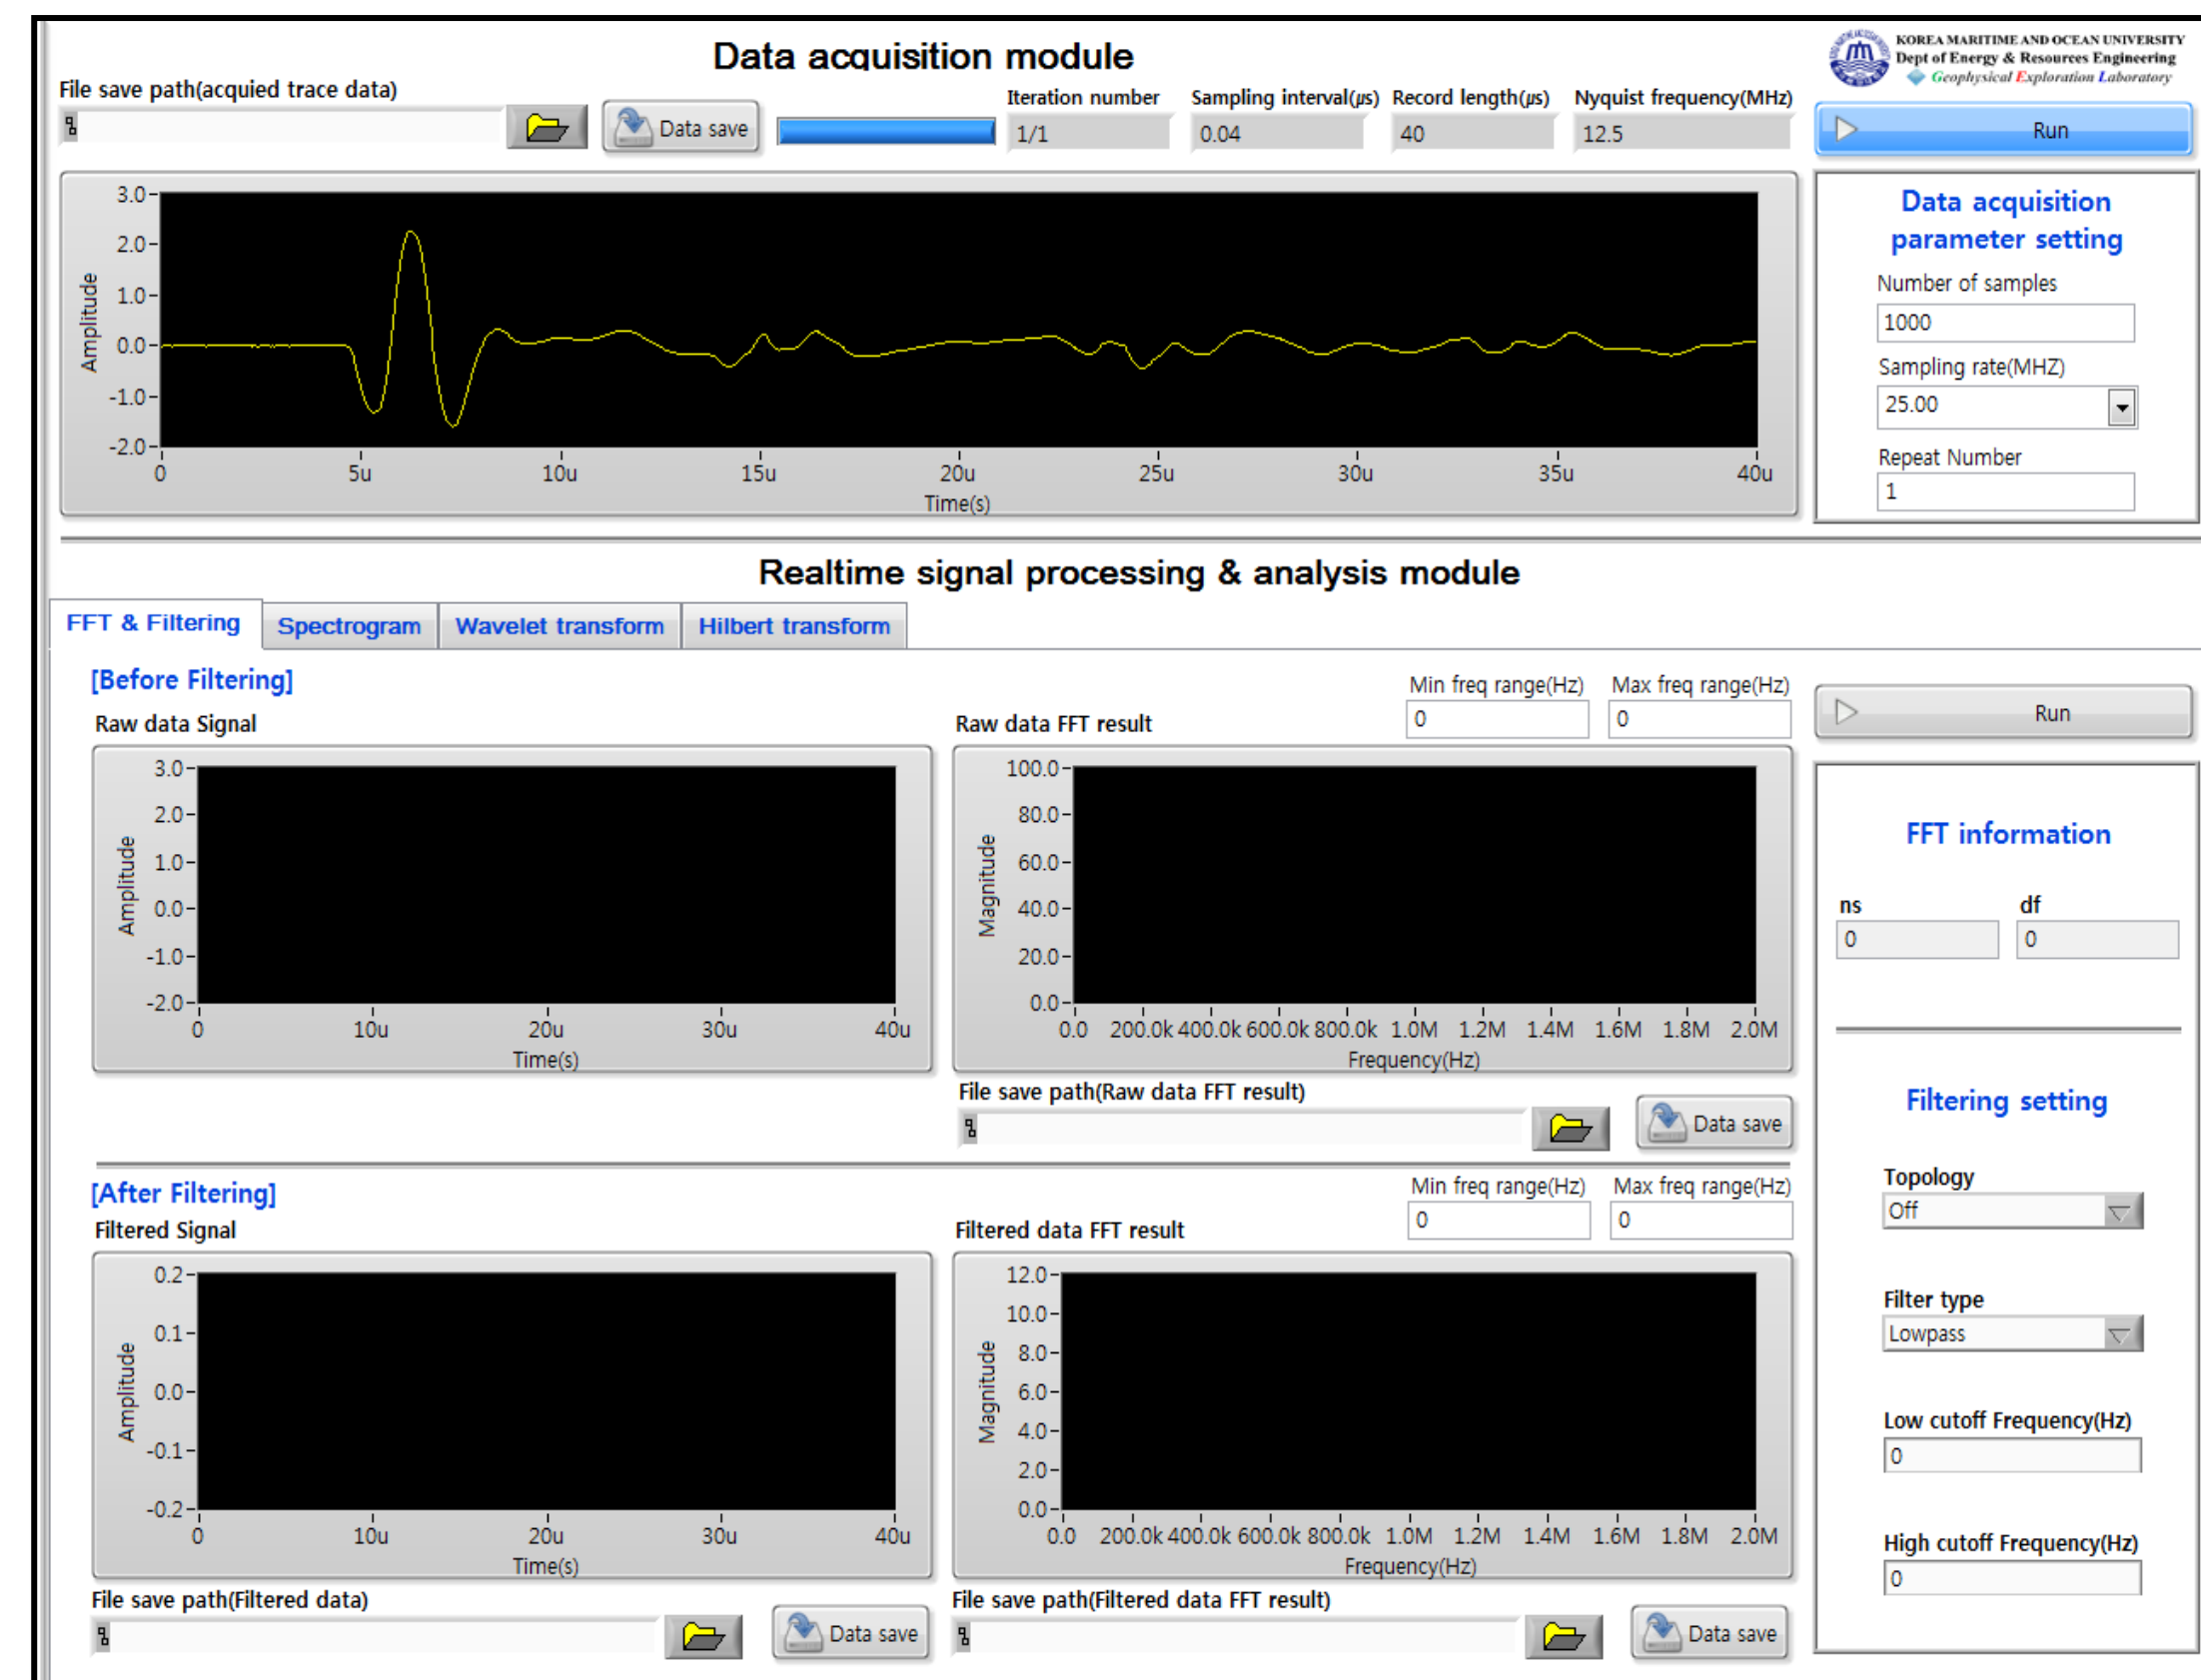 Data acquisition module
KOREA MARITIME AND OCEAN UNIVERSITY
Dept of Energy & Resources Engineering
Geophysical Exploration Laboratory
File save path(acquied trace data)
Data save
Iteration number
1/1
Sampling interval(μs)
0.04
Record length(μs)
40
Nyquist frequency(MHz)
12.5
Run
Amplitude
3.0
2.0
1.0
0.0
-1.0
-2.0
0 5u 10u 15u 20u 25u 30u 35u 40u
Time(s)
Data acquisition
parameter setting
Number of samples
1000
Sampling rate(MHZ)
25.00
Repeat Number
1
Realtime signal processing & analysis module
FFT & Filtering Spectrogram Wavelet transform Hilbert transform
[Before Filtering]
Raw data Signal
Amplitude
3.0
2.0
1.0
0.0
-1.0
-2.0
0 10u 20u 30u 40u
Time(s)
Raw data FFT result
Min freq range(Hz)
0
Max freq range(Hz)
0
Magnitude
100.0
80.0
60.0
40.0
20.0
0.0
0.0 200.0k 400.0k 600.0k 800.0k 1.0M 1.2M 1.4M 1.6M 1.8M 2.0M
Frequency(Hz)
File save path(Raw data FFT result)
Data save
Run
FFT information
ns
0
df
0
Filtering setting
Topology
Off
Filter type
Lowpass
Low cutoff Frequency(Hz)
0
High cutoff Frequency(Hz)
0
[After Filtering]
Filtered Signal
Amplitude
0.2
0.1
0.0
-0.1
-0.2
0 10u 20u 30u 40u
Time(s)
File save path(Filtered data)
Data save
Filtered data FFT result
Min freq range(Hz)
0
Max freq range(Hz)
0
Magnitude
12.0
10.0
8.0
6.0
4.0
2.0
0.0
0.0 200.0k 400.0k 600.0k 800.0k 1.0M 1.2M 1.4M 1.6M 1.8M 2.0M
Frequency(Hz)
File save path(Filtered data FFT result)
Data save